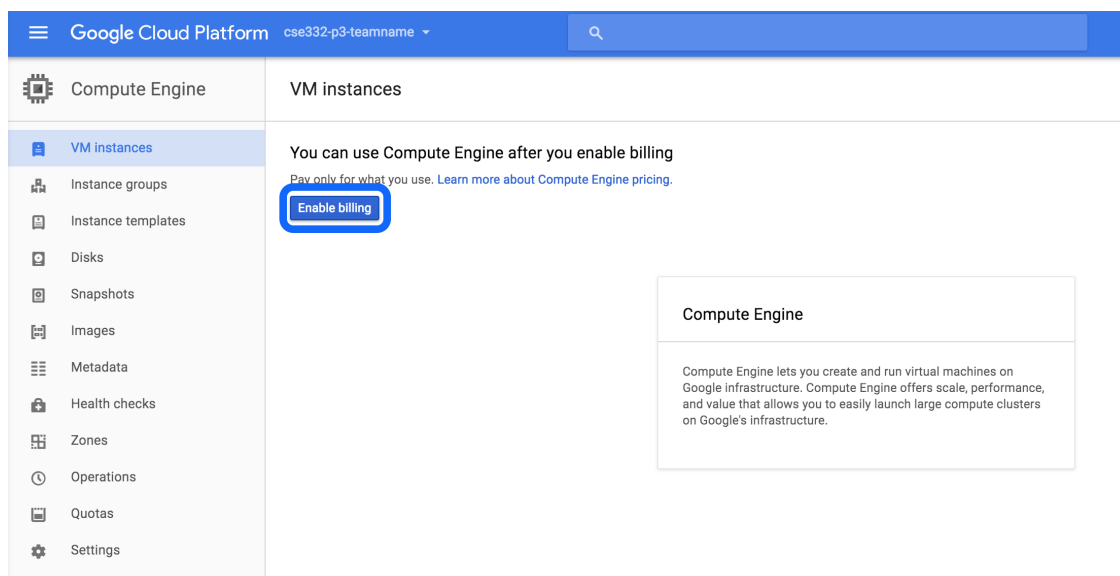 Google Cloud Platform cse332-p3-teamname
Compute Engine
VM instances
VM instances
Instance groups
Instance templates
Disks
Snapshots
Images
Metadata
Health checks
Zones
Operations
Quotas
Settings
You can use Compute Engine after you enable billing
Pay only for what you use. Learn more about Compute Engine pricing.
Enable billing
Compute Engine
Compute Engine lets you create and run virtual machines on
Google infrastructure. Compute Engine offers scale, performance,
and value that allows you to easily launch large compute clusters
on Google's infrastructure.